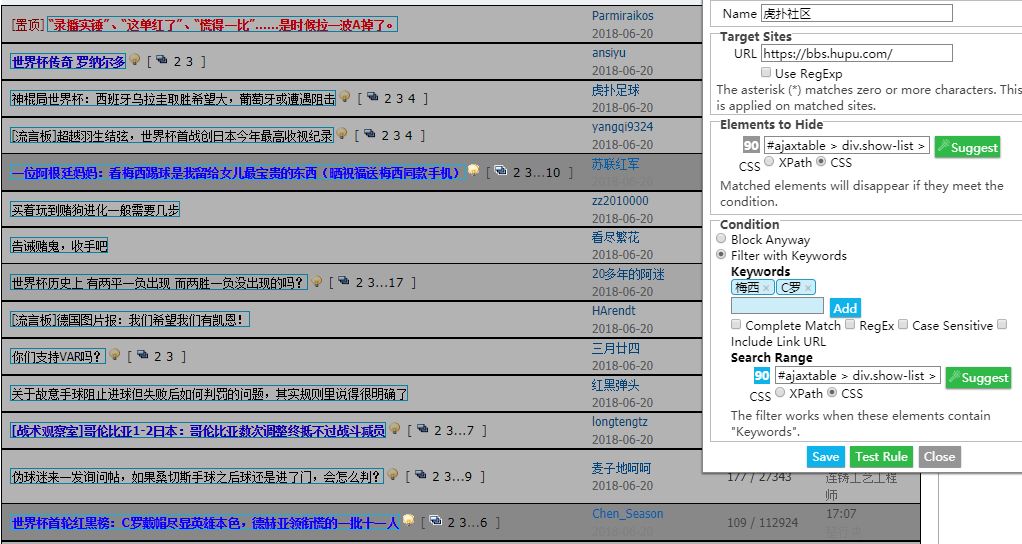 [置顶] “录播实锤”、“这单红了”、“慌得一比”……是时候拉一波A掉了。
Parmiraikos
2018-06-20
世界杯传奇 罗纳尔多 [ 2 3 ]
ansiyu
2018-06-20
神棍局世界杯：西班牙乌拉圭取胜希望大，葡萄牙或遭遇阻击 [ 2 3 4 ]
虎扑足球
2018-06-20
[流言板]超越羽生结弦，世界杯首战创日本今年最高收视纪录 [ 2 3 4 ]
yangqi9324
2018-06-20
一位阿根廷妈妈：看梅西踢球是我留给女儿最宝贵的东西（晒祝福送梅西同款手机） [ 2 3...10 ]
苏联红军
2018-06-20
买着玩到赌狗进化一般需要几步
zz2010000
2018-06-20
告诫赌鬼，收手吧
看尽繁花
2018-06-20
世界杯历史上 有两平一负出现 而两胜一负没出现的吗? [ 2 3...17 ]
20多年的阿迷
2018-06-20
[流言板]德国图片报：我们希望我们有凯恩！
HArendt
2018-06-20
你们支持VAR吗? [ 2 3 ]
三月廿四
2018-06-20
关于故意手球阻止进球但失败后如何判罚的问题，其实规则里说得很明确了
红黑弹头
2018-06-20
[战术观察室]哥伦比亚1-2日本：哥伦比亚数次调整终抵不过战斗减员 [ 2 3...7 ]
longtengtz
2018-06-20
伪球迷来一发询问帖，如果桑切斯手球之后球还是进了门，会怎么判? [ 2 3...9 ]
麦子地呵呵
2018-06-20
177 / 27343
连铸工艺工程
师
世界杯首轮红黑榜：C罗戴帽尽显英雄本色，德赫亚领衔慌的一批十一人 [ 2 3...6 ]
Chen_Season
2018-06-20
109 / 112924
17:07
Name 虎扑社区
Target Sites
URL https://bbs.hupu.com/
Use RegExp
The asterisk (*) matches zero or more characters. This
is applied on matched sites.
Elements to Hide
90 #ajaxtable > div.show-list > Suggest
CSS XPath CSS
Matched elements will disappear if they meet the
condition.
Condition
Block Anyway
Filter with Keywords
Keywords
梅西 × C罗 ×
Add
Complete Match RegEx Case Sensitive
Include Link URL
Search Range
90 #ajaxtable > div.show-list > Suggest
CSS XPath CSS
The filter works when these elements contain
"Keywords".
Save Test Rule Close